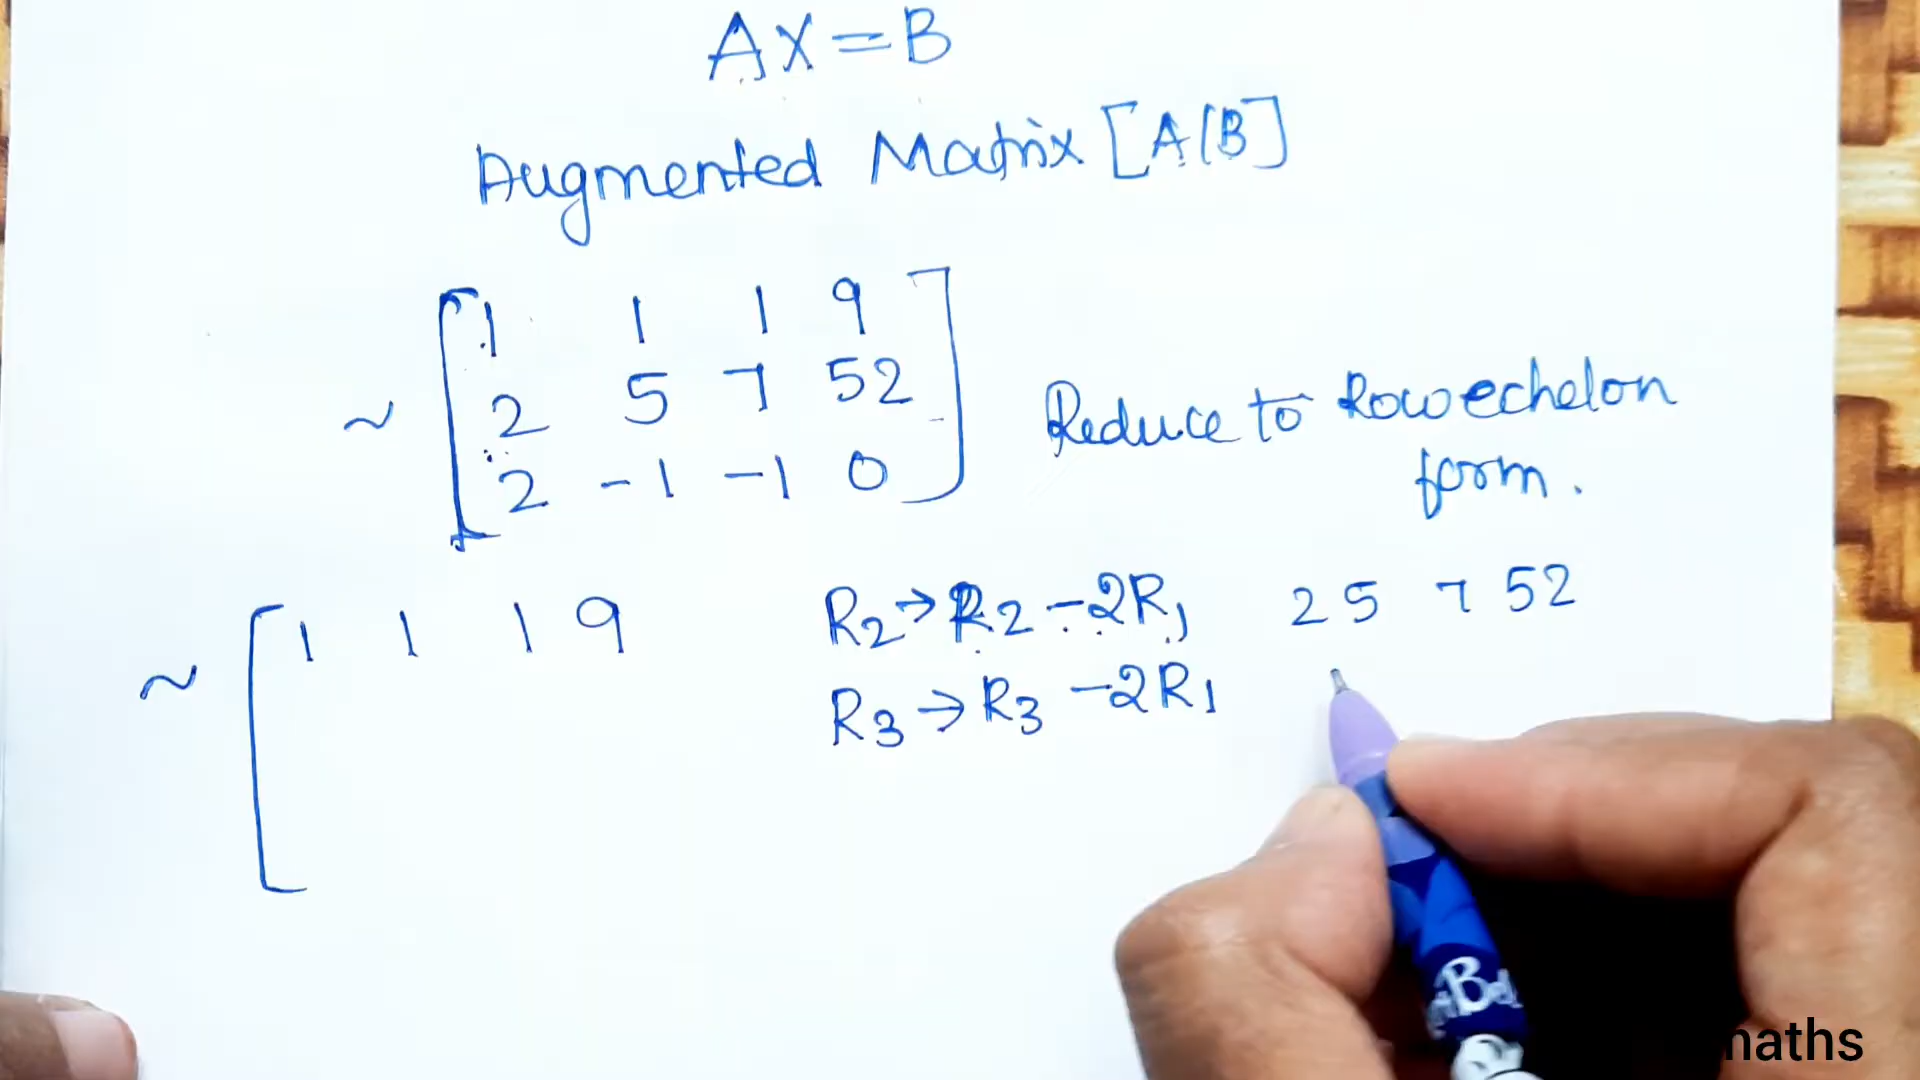 AX=B
Augmented Matrix [A|B]
1 1 1 9
2 5 7 52
~
Reduce to Row echelon
2 -1 -1 0
form.
~
1 1 1 9
R2→R2-2R1
2 5 7 52
R3→R3-2R1
Bel
maths